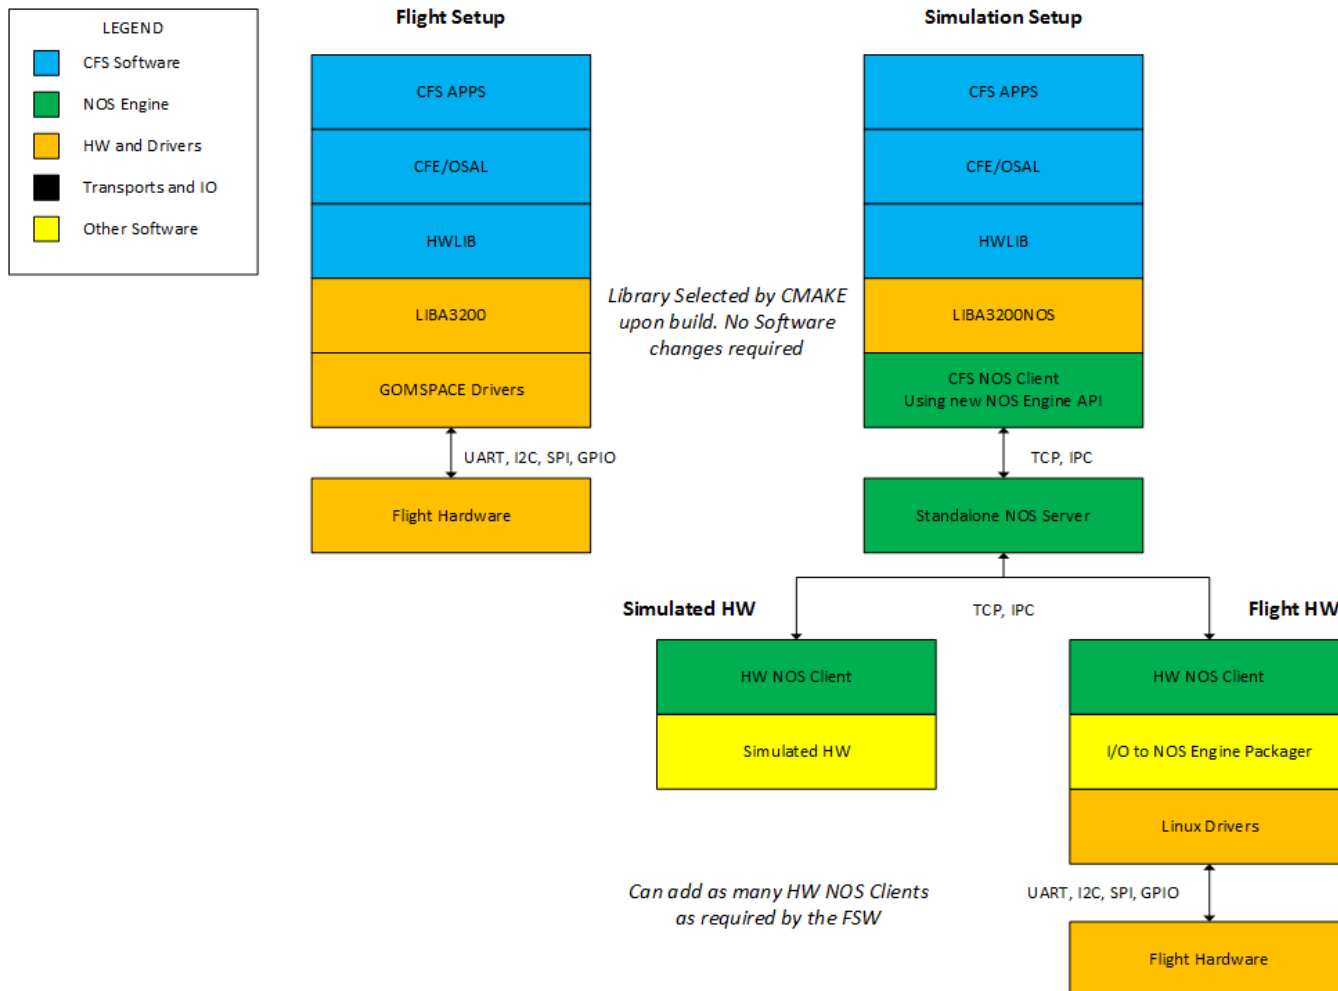 LEGEND
CFS Software
NOS Engine
HW and Drivers
Transports and IO
Other Software
Flight Setup
CFS APPS
CFE/OSAL
HWLIB
LIBA3200
GOMSPACE Drivers
UART, I2C, SPI, GPIO
Flight Hardware
Library Selected by CMAKE
upon build. No Software
changes required
Simulation Setup
CFS APPS
CFE/OSAL
HWLIB
LIBA3200NOS
CFS NOS Client
Using new NOS Engine API
TCP, IPC
Standalone NOS Server
TCP, IPC
Simulated HW
HW NOS Client
Simulated HW
Can add as many HW NOS Clients
as required by the FSW
Flight HW
HW NOS Client
I/O to NOS Engine Packager
Linux Drivers
UART, I2C, SPI, GPIO
Flight Hardware